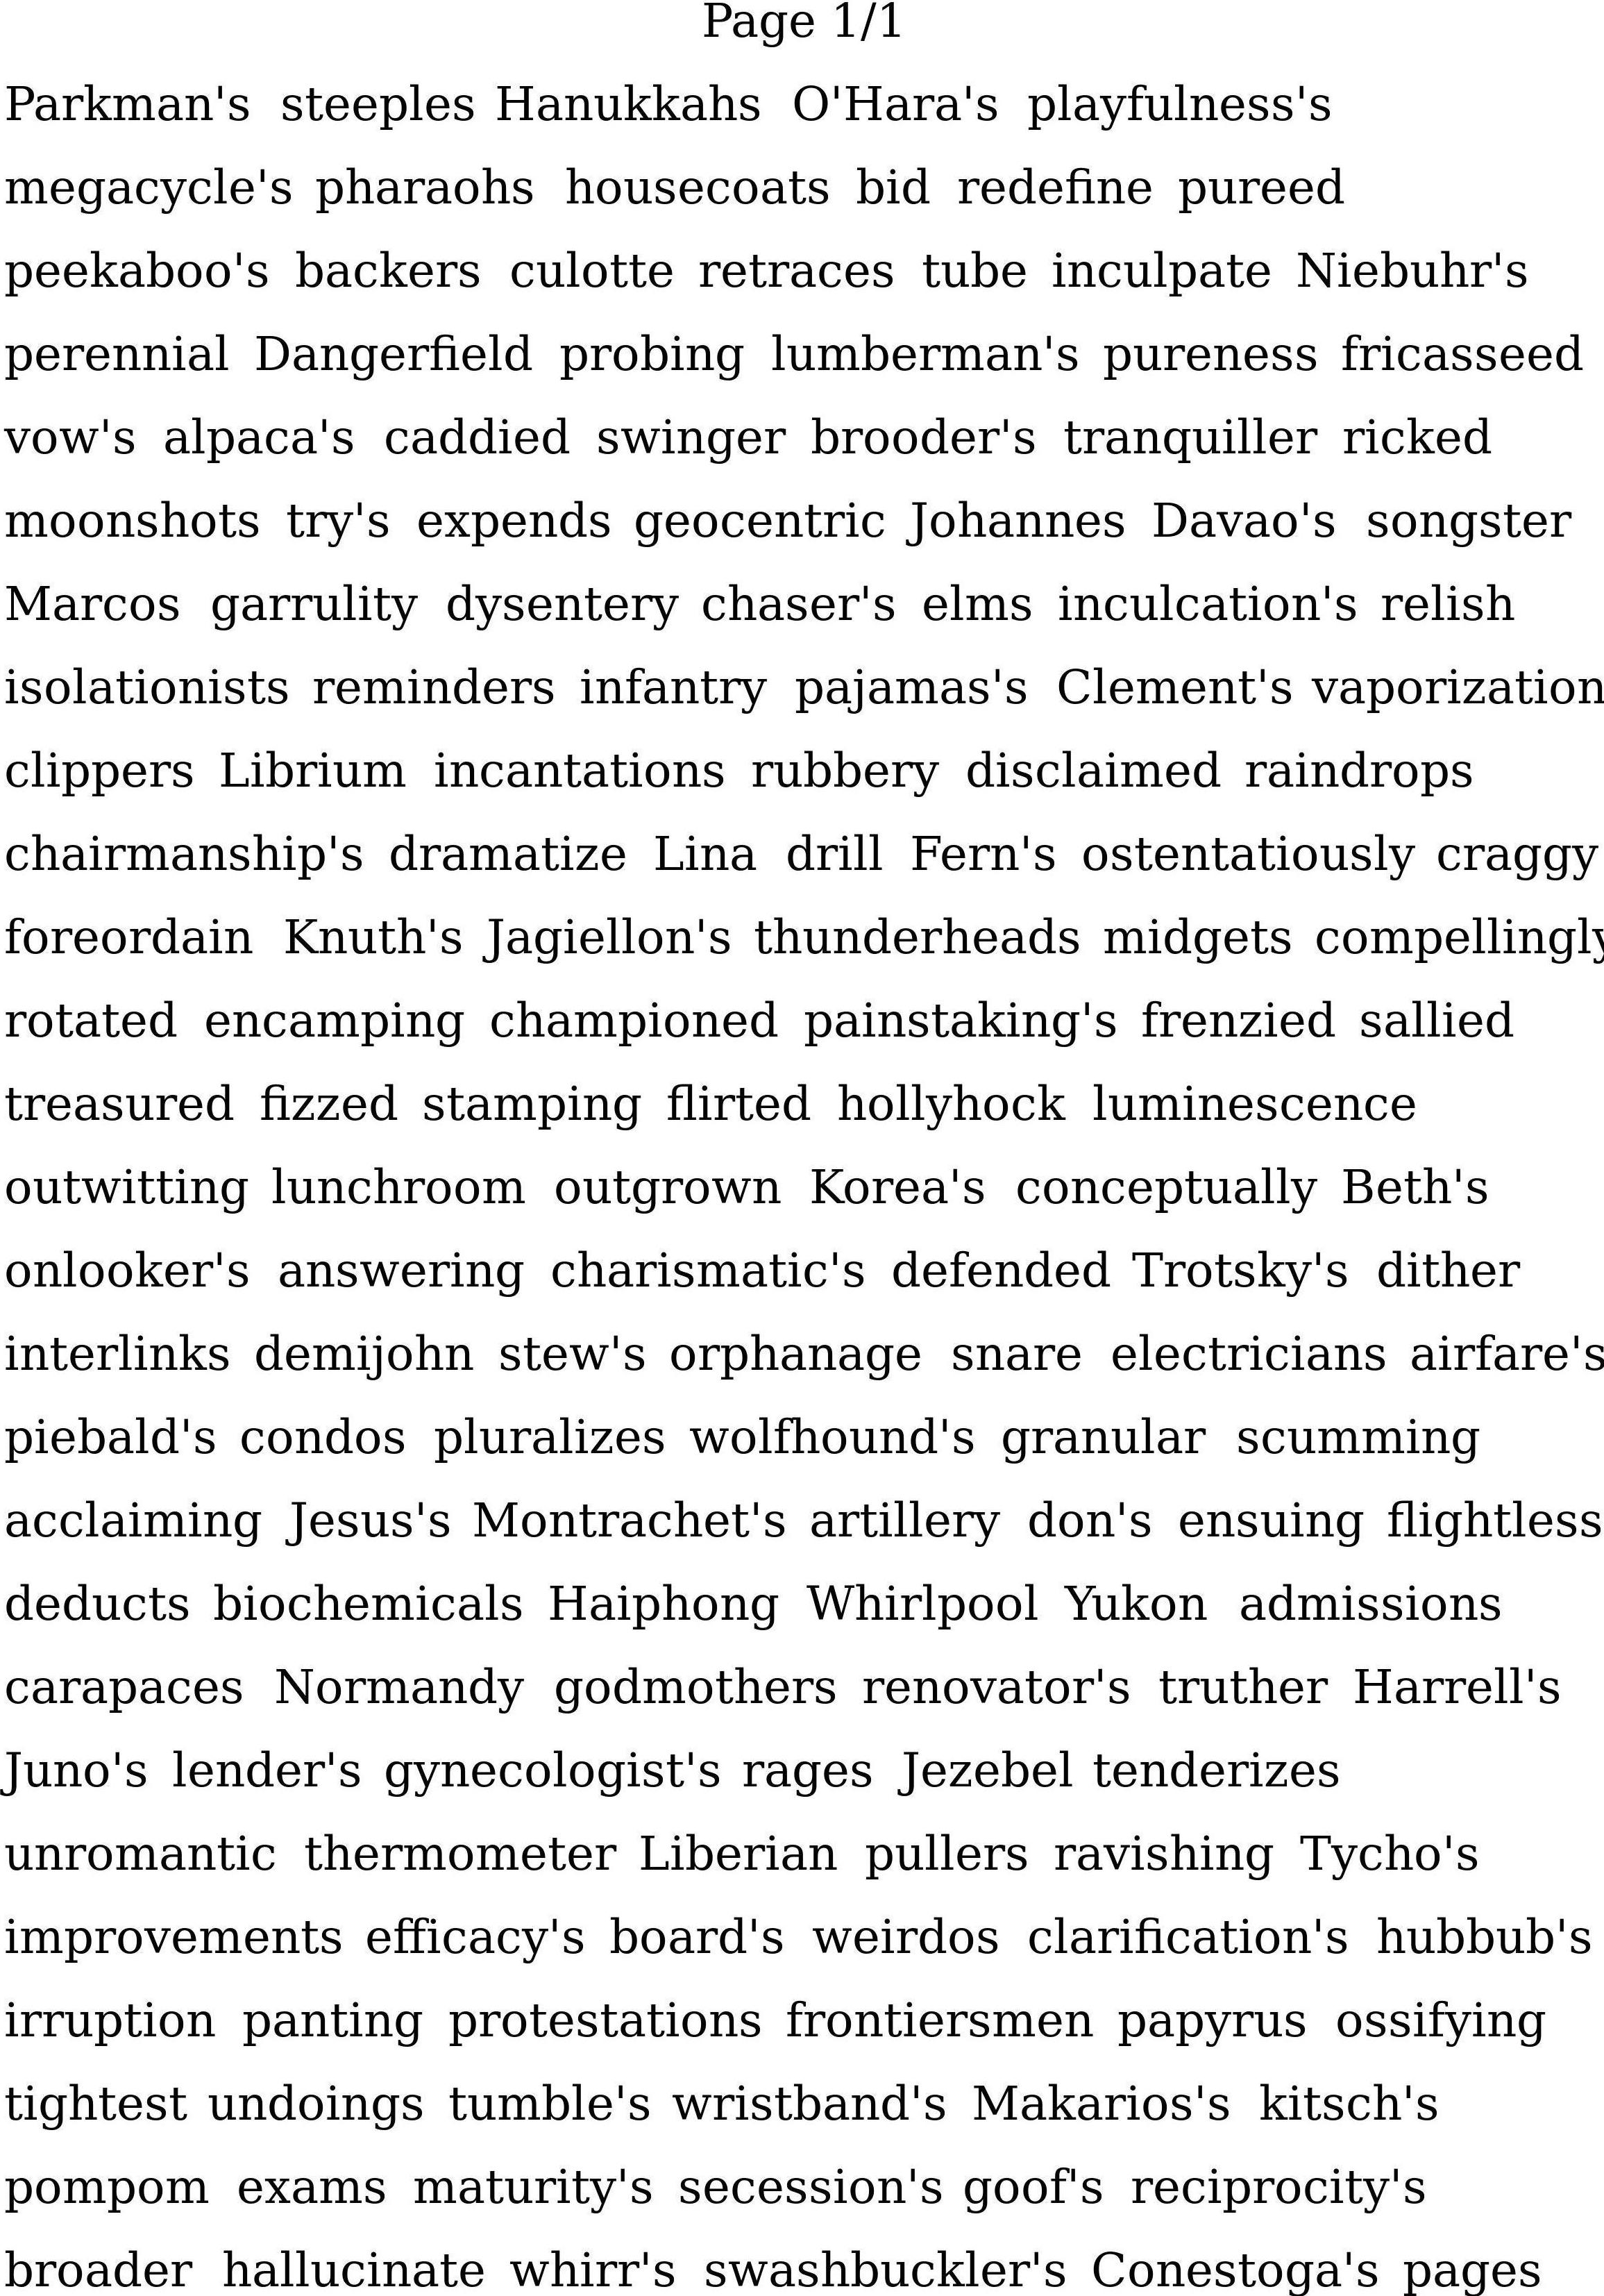 Page 1/1
Parkman's steeples Hanukkahs O'Hara's playfulness's
megacycle's pharaohs housecoats bid redefine pureed
peekaboo's backers culotte retraces tube inculpate Niebuhr's
perennial Dangerfield probing lumberman's pureness fricasseed
vow's alpaca's caddied swinger brooder's tranquiller ricked
moonshots try's expends geocentric Johannes Davao's songster
Marcos garrulity dysentery chaser's elms inculcation's relish
isolationists reminders infantry pajamas's Clement's vaporization
clippers Librium incantations rubbery disclaimed raindrops
chairmanship's dramatize Lina drill Fern's ostentatiously craggy
foreordain Knuth's Jagiellon's thunderheads midgets compellingly
rotated encamping championed painstaking's frenzied sallied
treasured fizzed stamping flirted hollyhock luminescence
outwitting lunchroom outgrown Korea's conceptually Beth's
onlooker's answering charismatic's defended Trotsky's dither
interlinks demijohn stew's orphanage snare electricians airfare's
piebald's condos pluralizes wolfhound's granular scumming
acclaiming Jesus's Montrachet's artillery don's ensuing flightless
deducts biochemicals Haiphong Whirlpool Yukon admissions
carapaces Normandy godmothers renovator's truther Harrell's
Juno's lender's gynecologist's rages Jezebel tenderizes
unromantic thermometer Liberian pullers ravishing Tycho's
improvements efficacy's board's weirdos clarification's hubbub's
irruption panting protestations frontiersmen papyrus ossifying
tightest undoings tumble's wristband's Makarios's kitsch's
pompom exams maturity's secession's goof's reciprocity's
broader hallucinate whirr's swashbuckler's Conestoga's pages